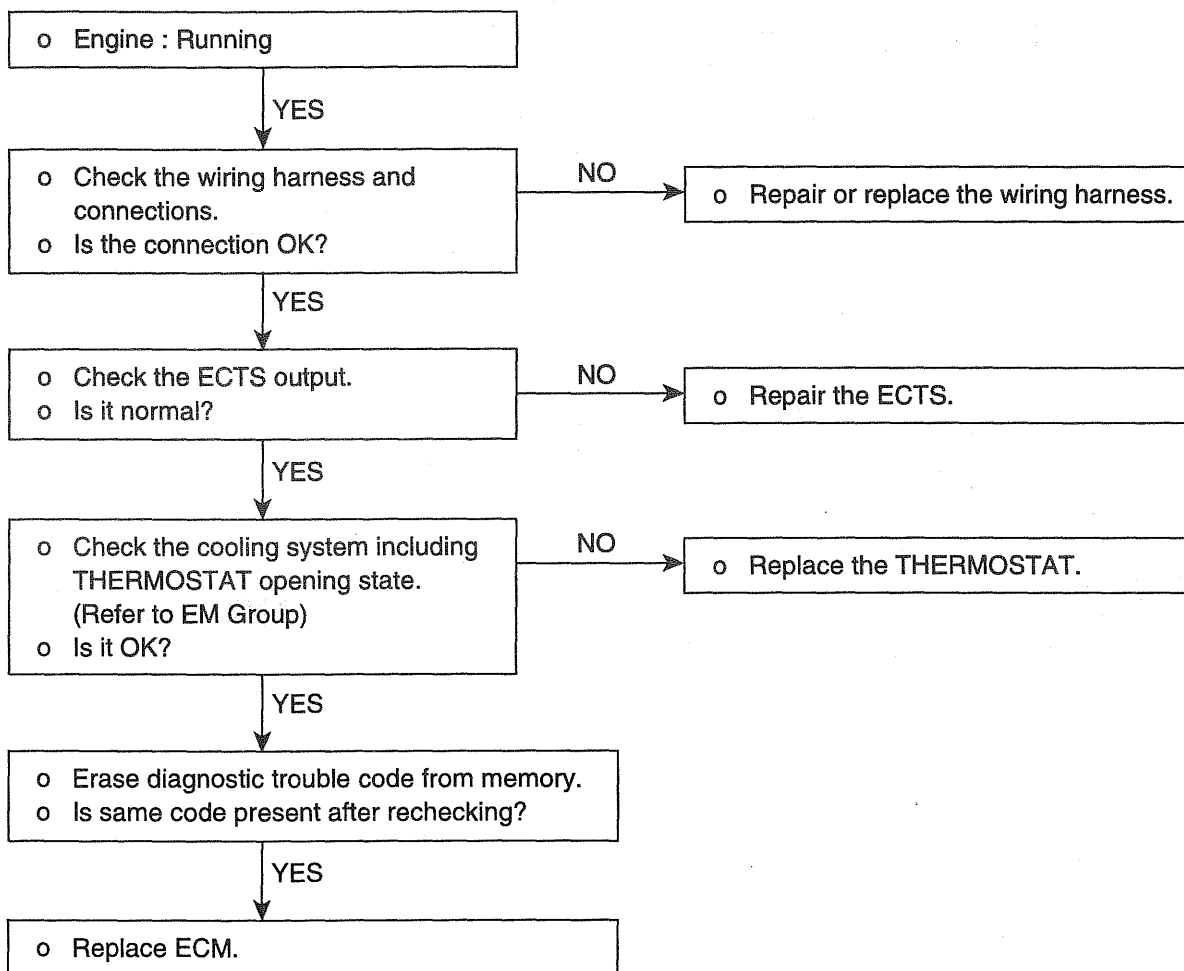 o Engine : Running
YES
o Check the wiring harness and
connections.
o Is the connection OK?
NO
o Repair or replace the wiring harness.
YES
o Check the ECTS output.
o Is it normal?
NO
o Repair the ECTS.
YES
o Check the cooling system including
THERMOSTAT opening state.
(Refer to EM Group)
o Is it OK?
NO
o Replace the THERMOSTAT.
YES
o Erase diagnostic trouble code from memory.
o Is same code present after rechecking?
YES
o Replace ECM.